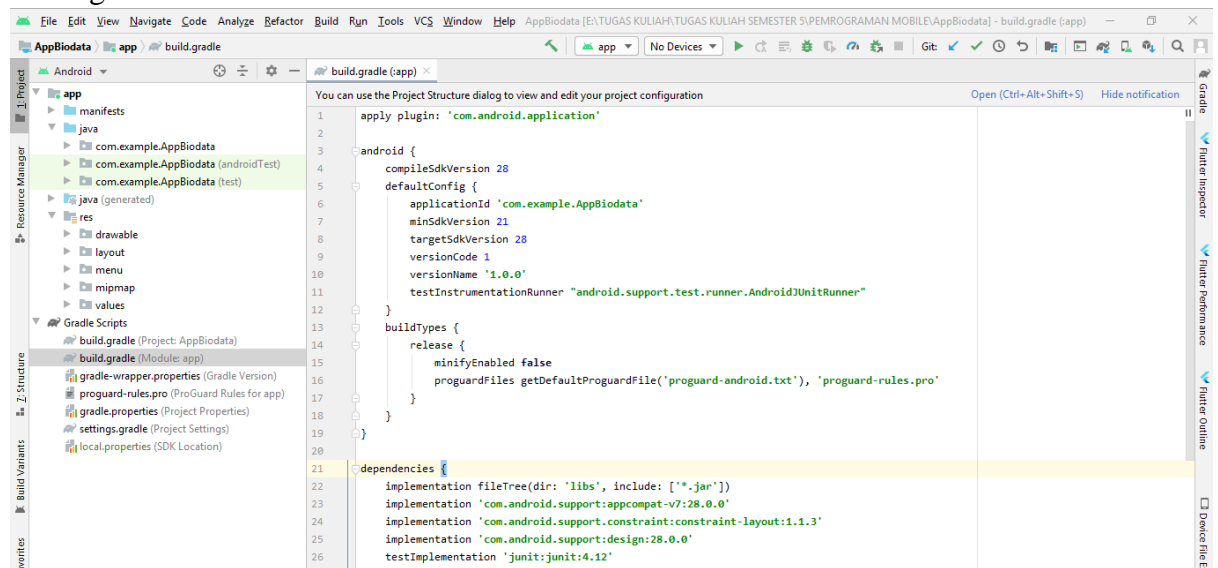 File Edit View Navigate Code Analyze Refactor Build Run Tools VCS Window Help AppBiodata [E:\TUGAS KULIAH\TUGAS KULIAH SEMESTER 5\PEMROGRAMAN MOBILE\AppBiodata] - build.gradle (:app)
AppBiodata app build.gradle app No Devices Git:
1: Project
Resource Manager
7: Structure
Build Variants
Android
app
manifests
java
com.example.AppBiodata
com.example.AppBiodata (androidTest)
com.example.AppBiodata (test)
java (generated)
res
drawable
layout
menu
mipmap
values
Gradle Scripts
build.gradle (Project: AppBiodata)
build.gradle (Module: app)
gradle-wrapper.properties (Gradle Version)
proguard-rules.pro (ProGuard Rules for app)
gradle.properties (Project Properties)
settings.gradle (Project Settings)
local.properties (SDK Location)
build.gradle (:app)
You can use the Project Structure dialog to view and edit your project configuration Open (Ctrl+Alt+Shift+S) Hide notification
1 apply plugin: 'com.android.application'
2
3 android {
4 compileSdkVersion 28
5 defaultConfig {
6 applicationId 'com.example.AppBiodata'
7 minSdkVersion 21
8 targetSdkVersion 28
9 versionCode 1
10 versionName '1.0.0'
11 testInstrumentationRunner "android.support.test.runner.AndroidJUnitRunner"
12 }
13 buildTypes {
14 release {
15 minifyEnabled false
16 proguardFiles getDefaultProguardFile('proguard-android.txt'), 'proguard-rules.pro'
17 }
18 }
19 }
20
21 dependencies {
22 implementation fileTree(dir: 'libs', include: ['*.jar'])
23 implementation 'com.android.support:appcompat-v7:28.0.0'
24 implementation 'com.android.support.constraint:constraint-layout:1.1.3'
25 implementation 'com.android.support:design:28.0.0'
26 testImplementation 'junit:junit:4.12'
Gradle
Flutter Inspector
Flutter Performance
Flutter Outline
Device File